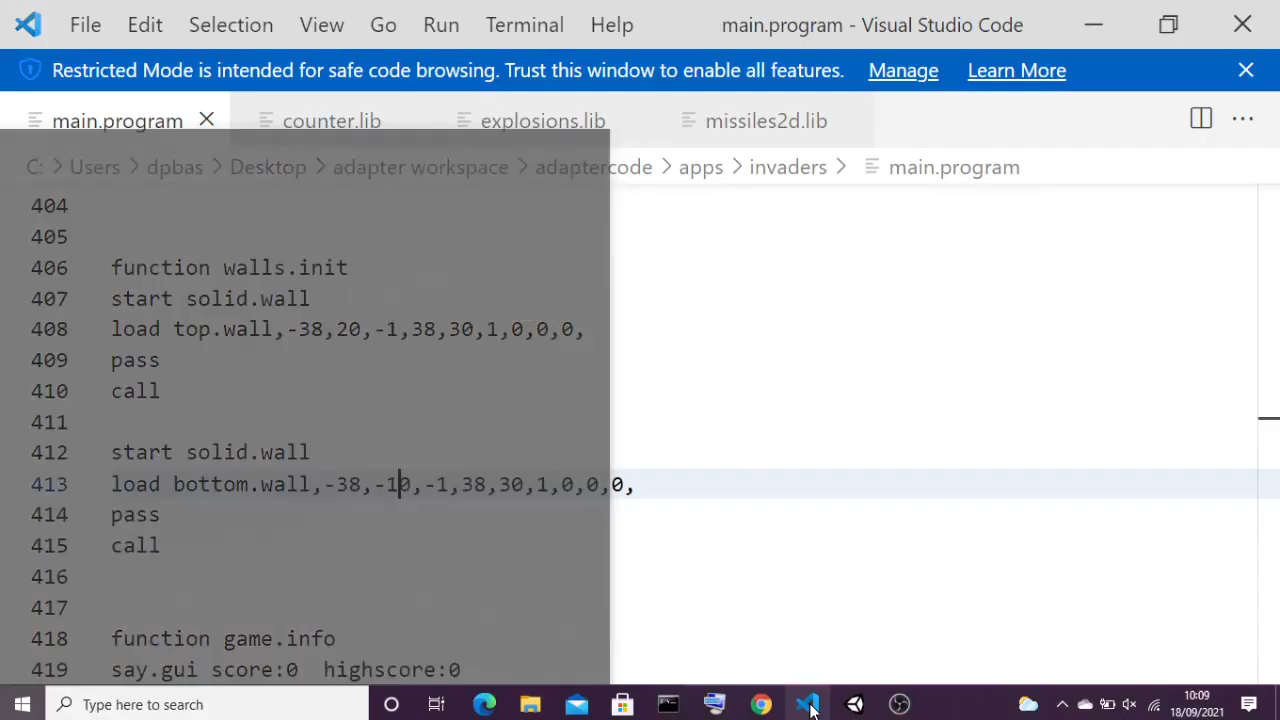 File Edit Selection View Go Run Terminal Help main.program - Visual Studio Code
Restricted Mode is intended for safe code browsing. Trust this window to enable all features. Manage Learn More
main.program counter.lib explosions.lib missiles2d.lib
C: > Users > dpbas > Desktop > adapter workspace > adaptercode > apps > invaders > main.program
404
405
406 function walls.init
407 start solid.wall
408 load top.wall,-38,20,-1,38,30,1,0,0,0,
409 pass
410 call
411
412 start solid.wall
413 load bottom.wall,-38,-10,-1,38,30,1,0,0,0,
414 pass
415 call
416
417
418 function game.info
419 say.gui score:0  highscore:0
Type here to search
10:09
18/09/2021